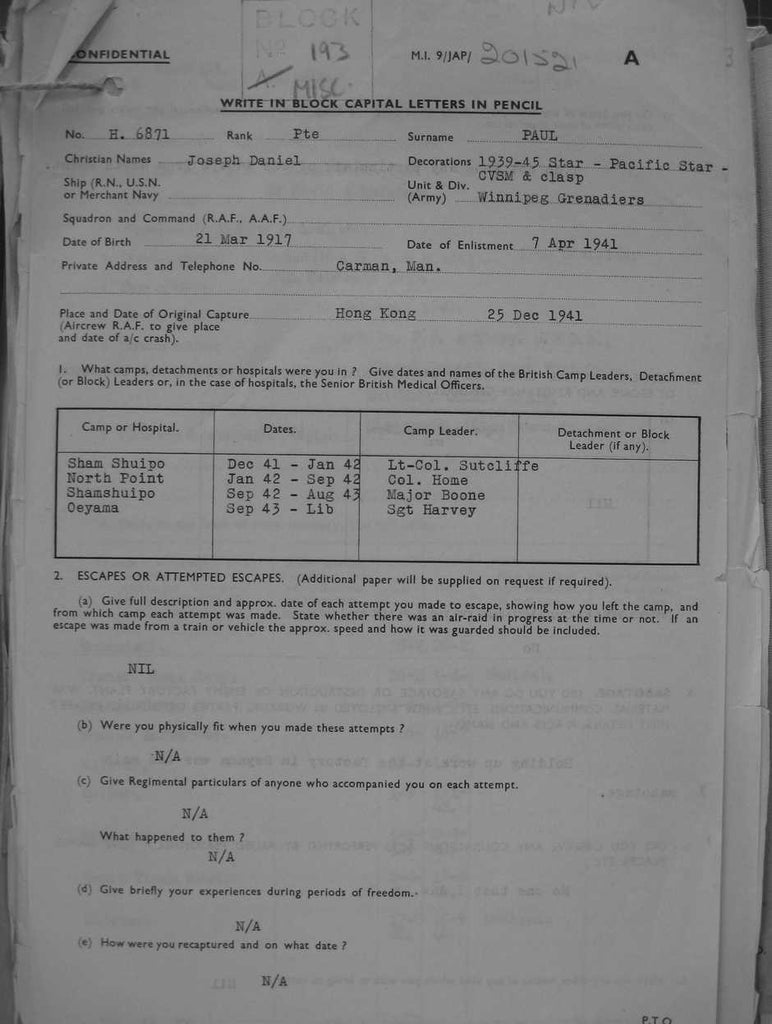 BLOCK
No 193
A. MISC.
CONFIDENTIAL
M.I. 9/JAP/ 201521 A
WRITE IN BLOCK CAPITAL LETTERS IN PENCIL
No. H. 6871 Rank Pte Surname PAUL
Christian Names Joseph Daniel Decorations 1939-45 Star - Pacific Star -
CVSM & clasp
Ship (R.N., U.S.N. or Merchant Navy
Unit & Div. (Army) Winnipeg Grenadiers
Squadron and Command (R.A.F., A.A.F.)
Date of Birth 21 Mar 1917 Date of Enlistment 7 Apr 1941
Private Address and Telephone No. Carman, Man.
Place and Date of Original Capture Hong Kong 25 Dec 1941
(Aircrew R.A.F. to give place
and date of a/c crash).
1. What camps, detachments or hospitals were you in ? Give dates and names of the British Camp Leaders, Detachment
(or Block) Leaders or, in the case of hospitals, the Senior British Medical Officers.
Camp or Hospital. Dates. Camp Leader. Detachment or Block
Leader (if any).
Sham Shuipo Dec 41 - Jan 42 Lt-Col. Sutcliffe
North Point Jan 42 - Sep 42 Col. Home
Shamshuipo Sep 42 - Aug 43 Major Boone
Oeyama Sep 43 - Lib Sgt Harvey
2. ESCAPES OR ATTEMPTED ESCAPES. (Additional paper will be supplied on request if required).
(a) Give full description and approx. date of each attempt you made to escape, showing how you left the camp, and
from which camp each attempt was made. State whether there was an air-raid in progress at the time or not. If an
escape was made from a train or vehicle the approx. speed and how it was guarded should be included.
NIL
(b) Were you physically fit when you made these attempts ?
N/A
(c) Give Regimental particulars of anyone who accompanied you on each attempt.
N/A
What happened to them ?
N/A
(d) Give briefly your experiences during periods of freedom.
N/A
(e) How were you recaptured and on what date ?
N/A
P.T.O